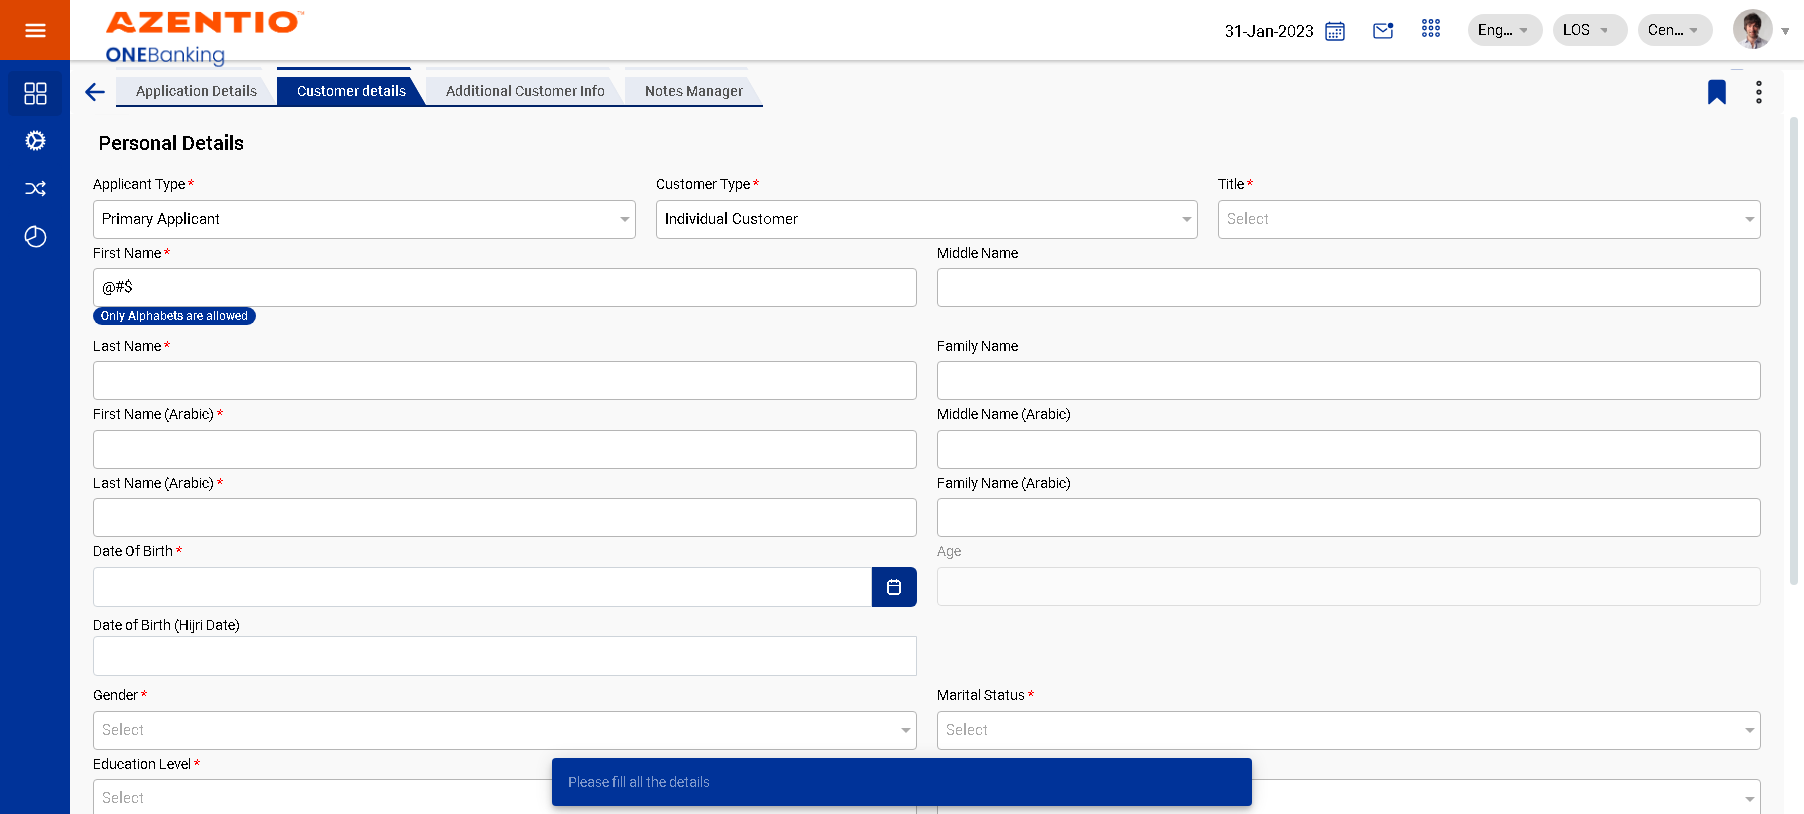 AZENTIO™
ONEBanking
31-Jan-2023
Eng...
LOS
Cen...
Application Details
Customer details
Additional Customer Info
Notes Manager
Personal Details
Applicant Type *
Customer Type *
Title *
Primary Applicant
Individual Customer
Select
First Name *
Middle Name
@#$
Only Alphabets are allowed
Last Name *
Family Name
First Name (Arabic) *
Middle Name (Arabic)
Last Name (Arabic) *
Family Name (Arabic)
Date Of Birth *
Age
Date of Birth (Hijri Date)
Gender *
Marital Status *
Select
Select
Education Level *
Select
Please fill all the details